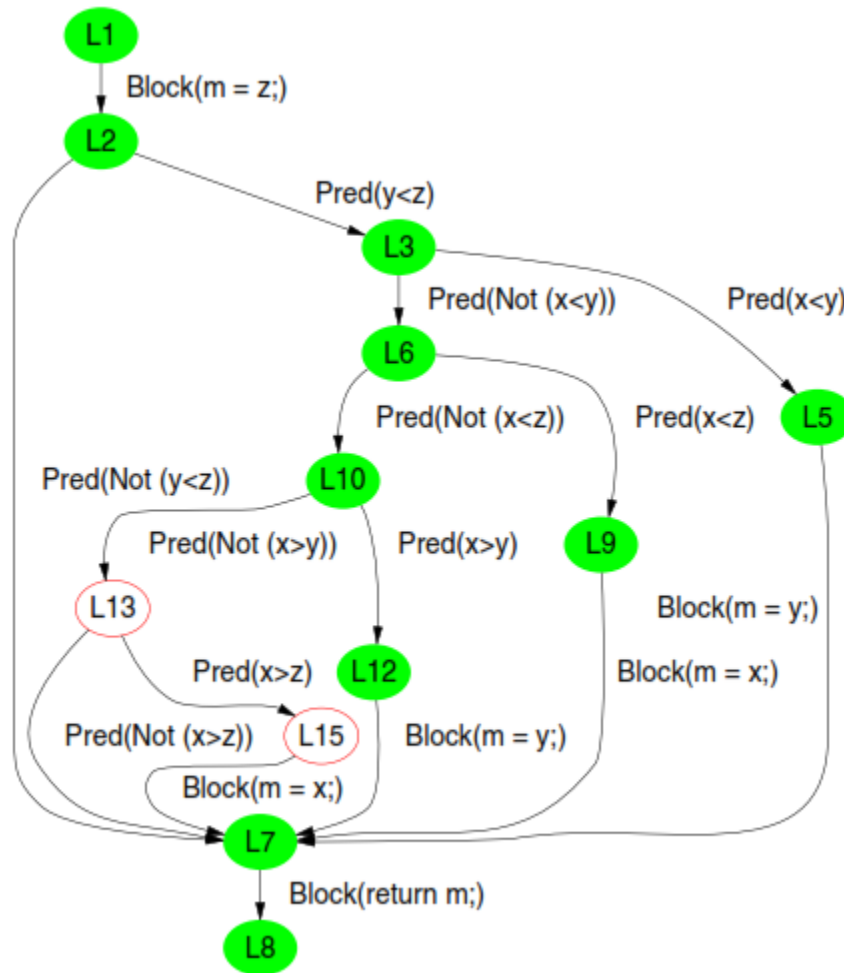 L1
Block(m = z;)
L2
Pred(y<z)
L3
Pred(Not (x<y))
Pred(x<y)
L6
L5
Pred(Not (x<z))
Pred(x<z)
Pred(Not (y<z))
L10
Pred(Not (x>y))
Pred(x>y)
L9
L13
Block(m = y;)
Pred(x>z)
L12
Block(m = x;)
Pred(Not (x>z))
L15
Block(m = y;)
Block(m = x;)
L7
Block(return m;)
L8